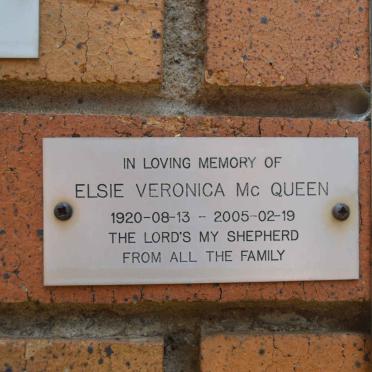 IN LOVING MEMORY OF
ELSIE VERONICA Mc QUEEN
1920-08-13 - 2005-02-19
THE LORD'S MY SHEPHERD
FROM ALL THE FAMILY